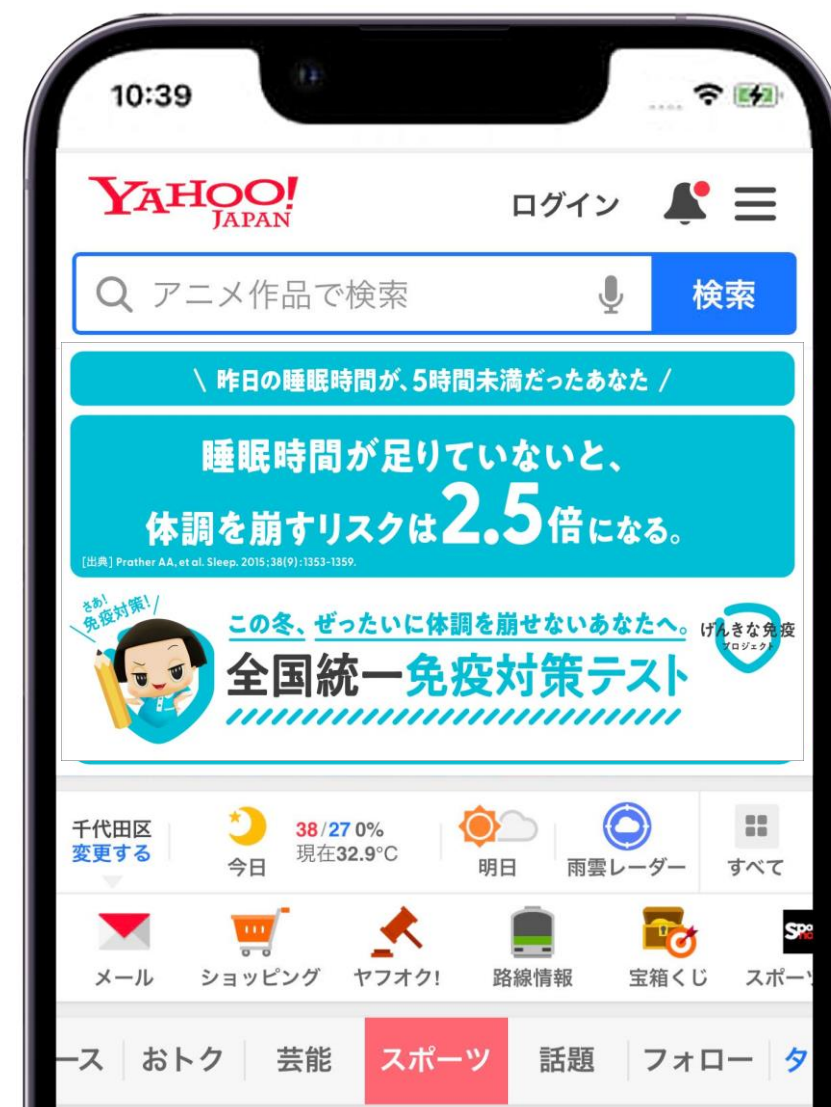 10:39
YAHOO!
JAPAN
ログイン
アニメ作品で検索
検索
\ 昨日の睡眠時間が、5時間未満だったあなた /
睡眠時間が足りていないと、
体調を崩すリスクは2.5倍になる。
[出典] Prather AA, et al. Sleep. 2015;38(9):1353-1359.
さあ!
免疫対策!
この冬、ぜったいに体調を崩せないあなたへ。
全国統一免疫対策テスト
げんきな免疫
プロジェクト
千代田区
変更する
今日
38/27 0%
現在32.9°C
明日
雨雲レーダー
すべて
メール
ショッピング
ヤフオク!
路線情報
宝箱くじ
スポー
ース
おトク
芸能
スポーツ
話題
フォロー
タ